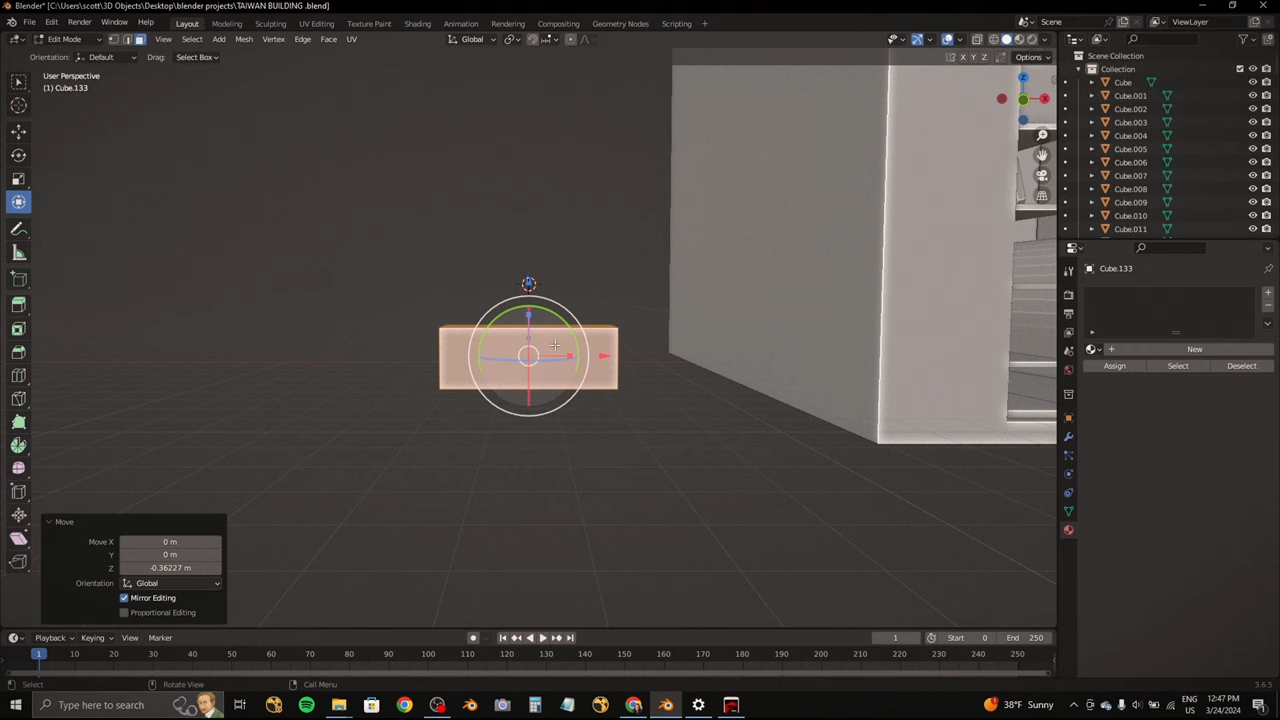 Blender* [C:\Users\scott\3D Objects\Desktop\blender projects\TAIWAN BUILDING .blend]
File Edit Render Window Help Layout Modeling Sculpting UV Editing Texture Paint Shading Animation Rendering Compositing Geometry Nodes Scripting Scene ViewLayer
Edit Mode View Select Add Mesh Vertex Edge Face UV Global
Orientation: Default Drag: Select Box X Y Z Options
User Perspective
(1) Cube.133
Z
X
Scene Collection
Collection
Cube
Cube.001
Cube.002
Cube.003
Cube.004
Cube.005
Cube.006
Cube.007
Cube.008
Cube.009
Cube.010
Cube.011
Cube.133
New
Assign Select Deselect
Move
Move X 0 m
Y 0 m
Z -0.36227 m
Orientation Global
Mirror Editing
Proportional Editing
Playback Keying View Marker 1 Start 0 End 250
1 10 20 30 40 50 60 70 80 90 100 110 120 130 140 150 160 170 180 190 200 210 220 230 240 250
Select Rotate View Call Menu 3.6.5
Type here to search 38°F Sunny ENG US 12:47 PM 3/24/2024